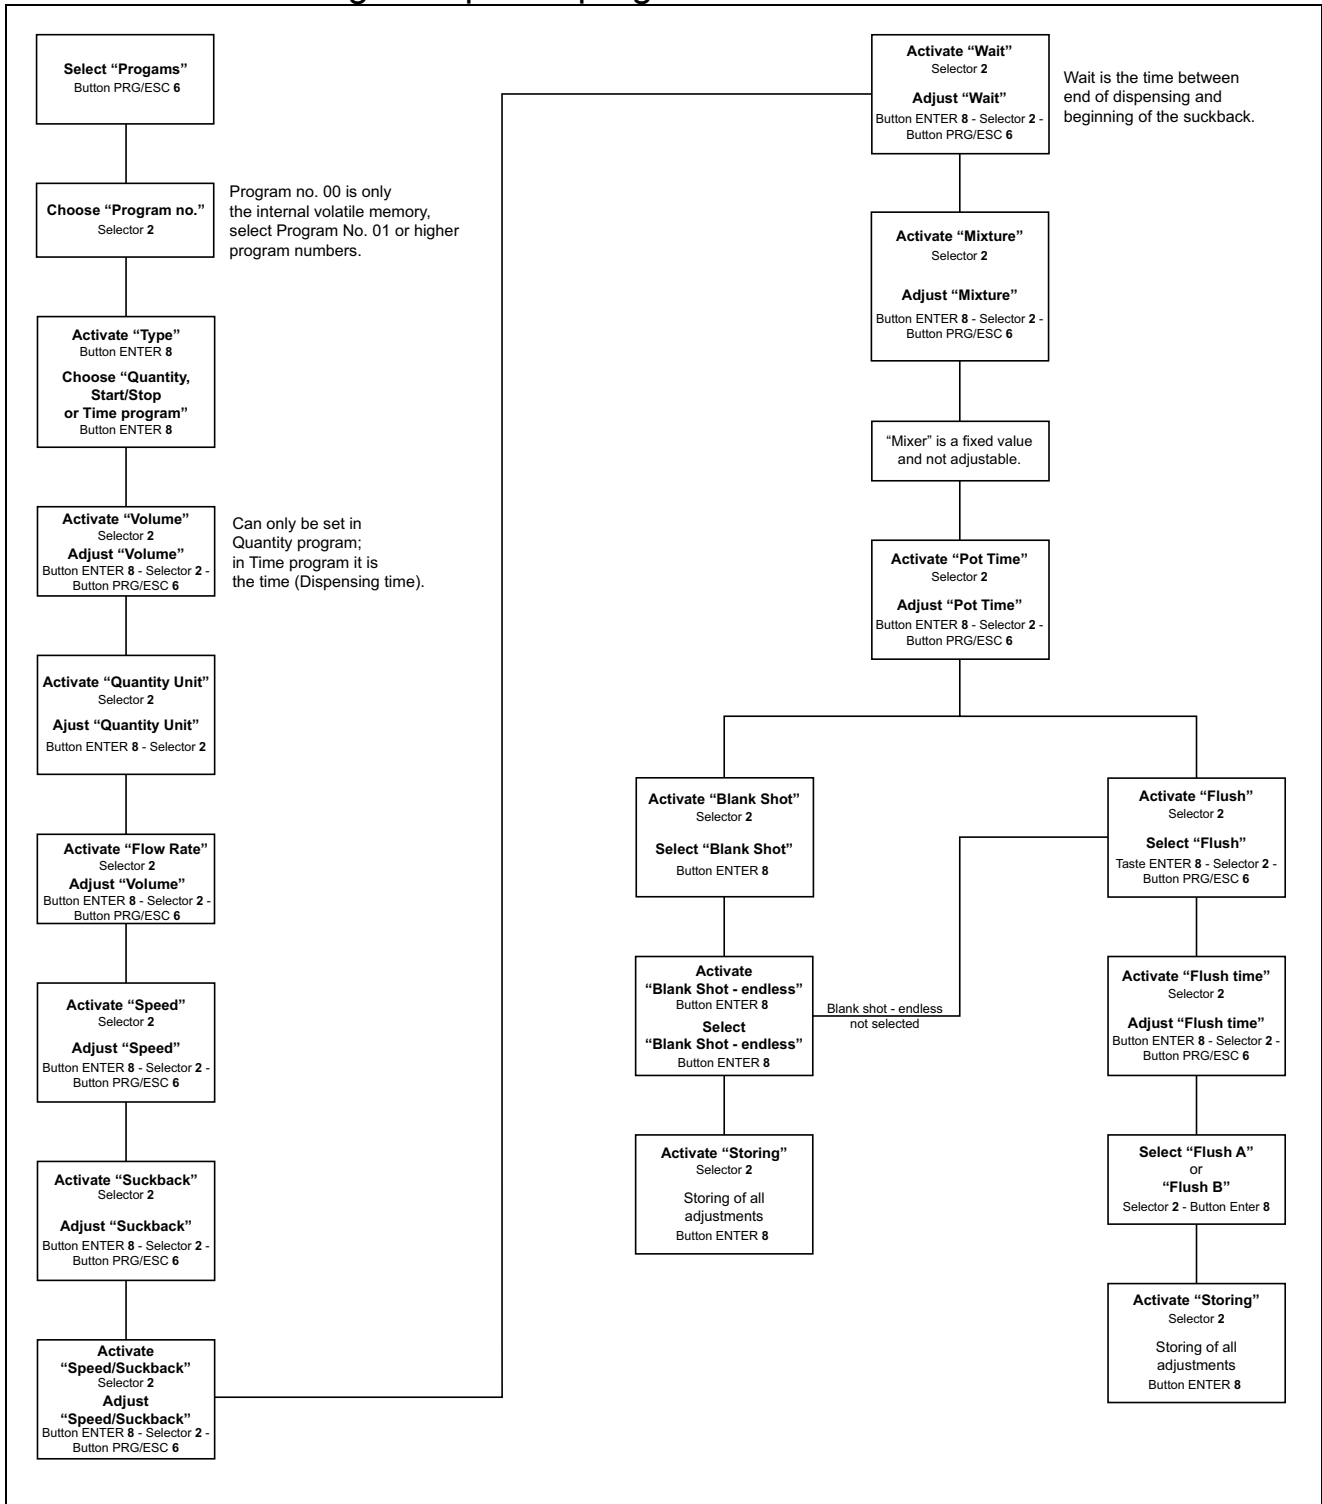 Select “Progams”
Button PRG/ESC 6
Choose “Program no.”
Selector 2
Program no. 00 is only
the internal volatile memory,
select Program No. 01 or higher
program numbers.
Activate “Type”
Button ENTER 8
Choose “Quantity,
Start/Stop
or Time program”
Button ENTER 8
Activate “Volume”
Selector 2
Adjust “Volume”
Button ENTER 8 - Selector 2 -
Button PRG/ESC 6
Can only be set in
Quantity program;
in Time program it is
the time (Dispensing time).
Activate “Quantity Unit”
Selector 2
Ajust “Quantity Unit”
Button ENTER 8 - Selector 2
Activate “Flow Rate”
Selector 2
Adjust “Volume”
Button ENTER 8 - Selector 2 -
Button PRG/ESC 6
Activate “Speed”
Selector 2
Adjust “Speed”
Button ENTER 8 - Selector 2 -
Button PRG/ESC 6
Activate “Suckback”
Selector 2
Adjust “Suckback”
Button ENTER 8 - Selector 2 -
Button PRG/ESC 6
Activate
“Speed/Suckback”
Selector 2
Adjust
“Speed/Suckback”
Button ENTER 8 - Selector 2 -
Button PRG/ESC 6
Activate “Wait”
Selector 2
Adjust “Wait”
Button ENTER 8 - Selector 2 -
Button PRG/ESC 6
Wait is the time between
end of dispensing and
beginning of the suckback.
Activate “Mixture”
Selector 2
Adjust “Mixture”
Button ENTER 8 - Selector 2 -
Button PRG/ESC 6
“Mixer” is a fixed value
and not adjustable.
Activate “Pot Time”
Selector 2
Adjust “Pot Time”
Button ENTER 8 - Selector 2 -
Button PRG/ESC 6
Activate “Blank Shot”
Selector 2
Select “Blank Shot”
Button ENTER 8
Activate
“Blank Shot - endless”
Button ENTER 8
Select
“Blank Shot - endless”
Button ENTER 8
Blank shot - endless
not selected
Activate “Storing”
Selector 2
Storing of all
adjustments
Button ENTER 8
Activate “Flush”
Selector 2
Select “Flush”
Taste ENTER 8 - Selector 2 -
Button PRG/ESC 6
Activate “Flush time”
Selector 2
Adjust “Flush time”
Button ENTER 8 - Selector 2 -
Button PRG/ESC 6
Select “Flush A”
or
“Flush B”
Selector 2 - Button Enter 8
Activate “Storing”
Selector 2
Storing of all
adjustments
Button ENTER 8